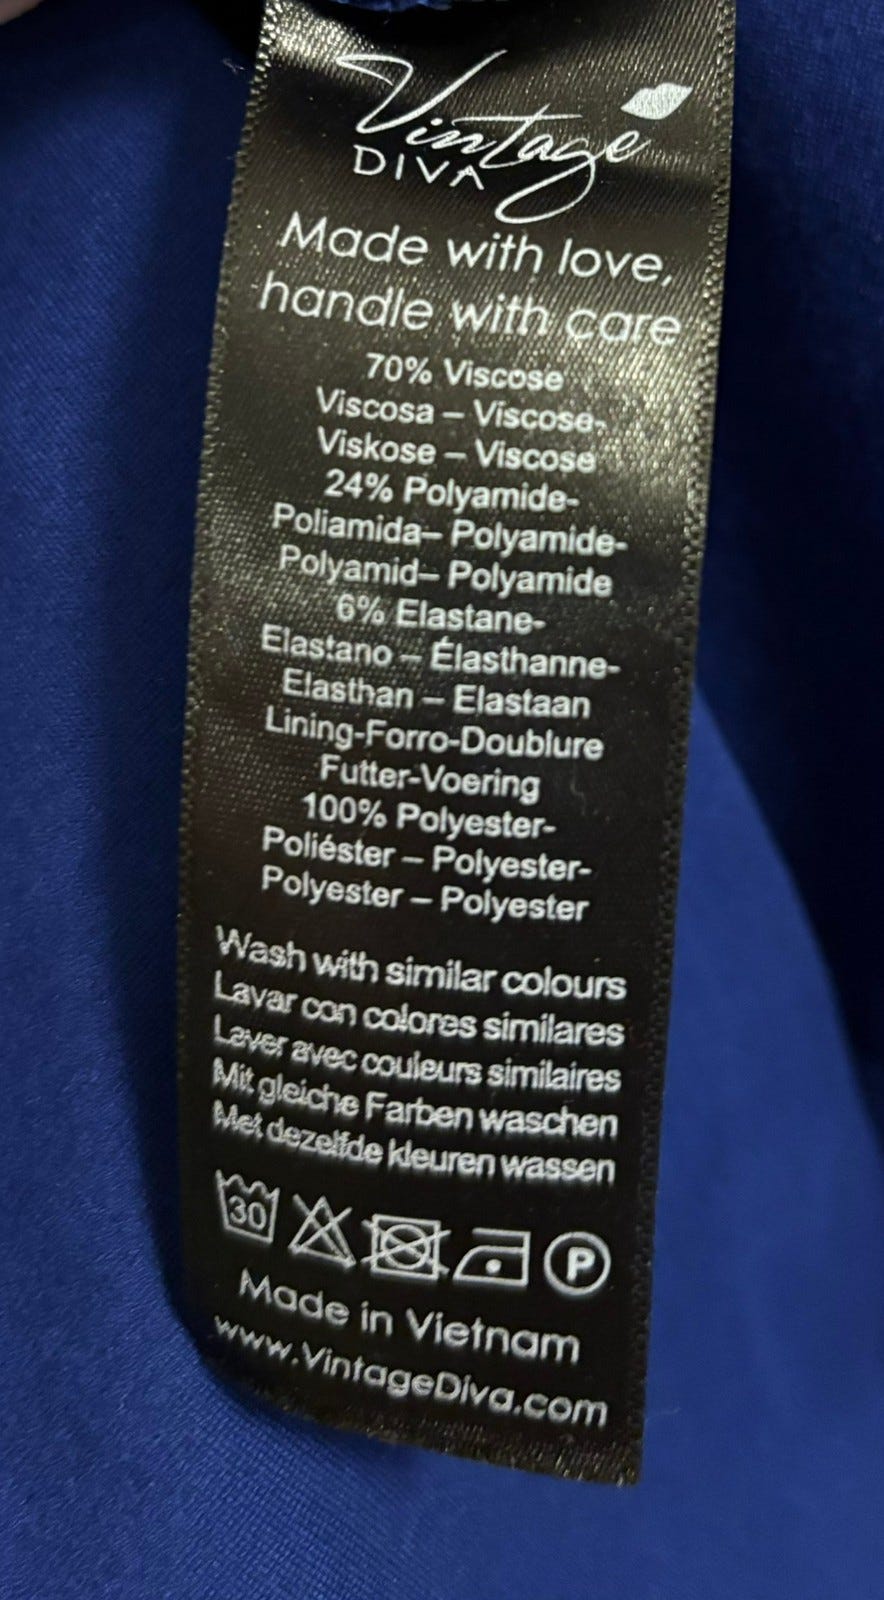 Vintage
DIVA
Made with love,
handle with care
70% Viscose
Viscosa – Viscose-
Viskose – Viscose
24% Polyamide-
Poliamida– Polyamide-
Polyamid– Polyamide
6% Elastane-
Elastano – Élasthanne-
Elasthan – Elastaan
Lining-Forro-Doublure
Futter-Voering
100% Polyester-
Poliéster – Polyester-
Polyester – Polyester
Wash with similar colours
Lavar con colores similares
Laver avec couleurs similaires
Mit gleiche Farben waschen
Met dezelfde kleuren wassen
30 P
Made in Vietnam
www.VintageDiva.com